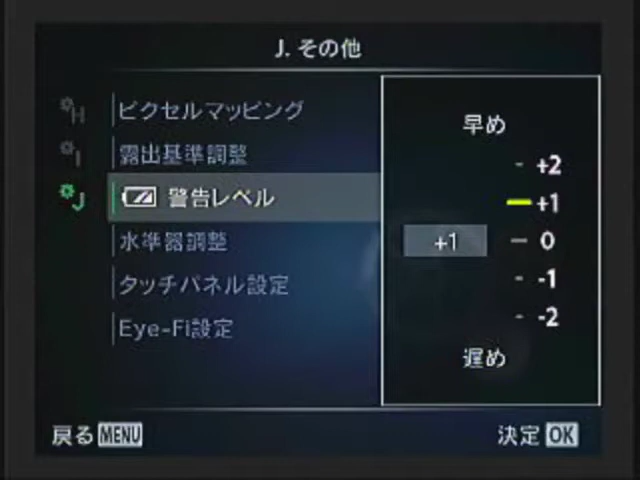 J. その他
H
ピクセルマッピング
I
露出基準調整
J
警告レベル
水準器調整
タッチパネル設定
Eye-Fi設定
早め
+2
+1
+1
0
-1
-2
遅め
戻る MENU
決定 OK